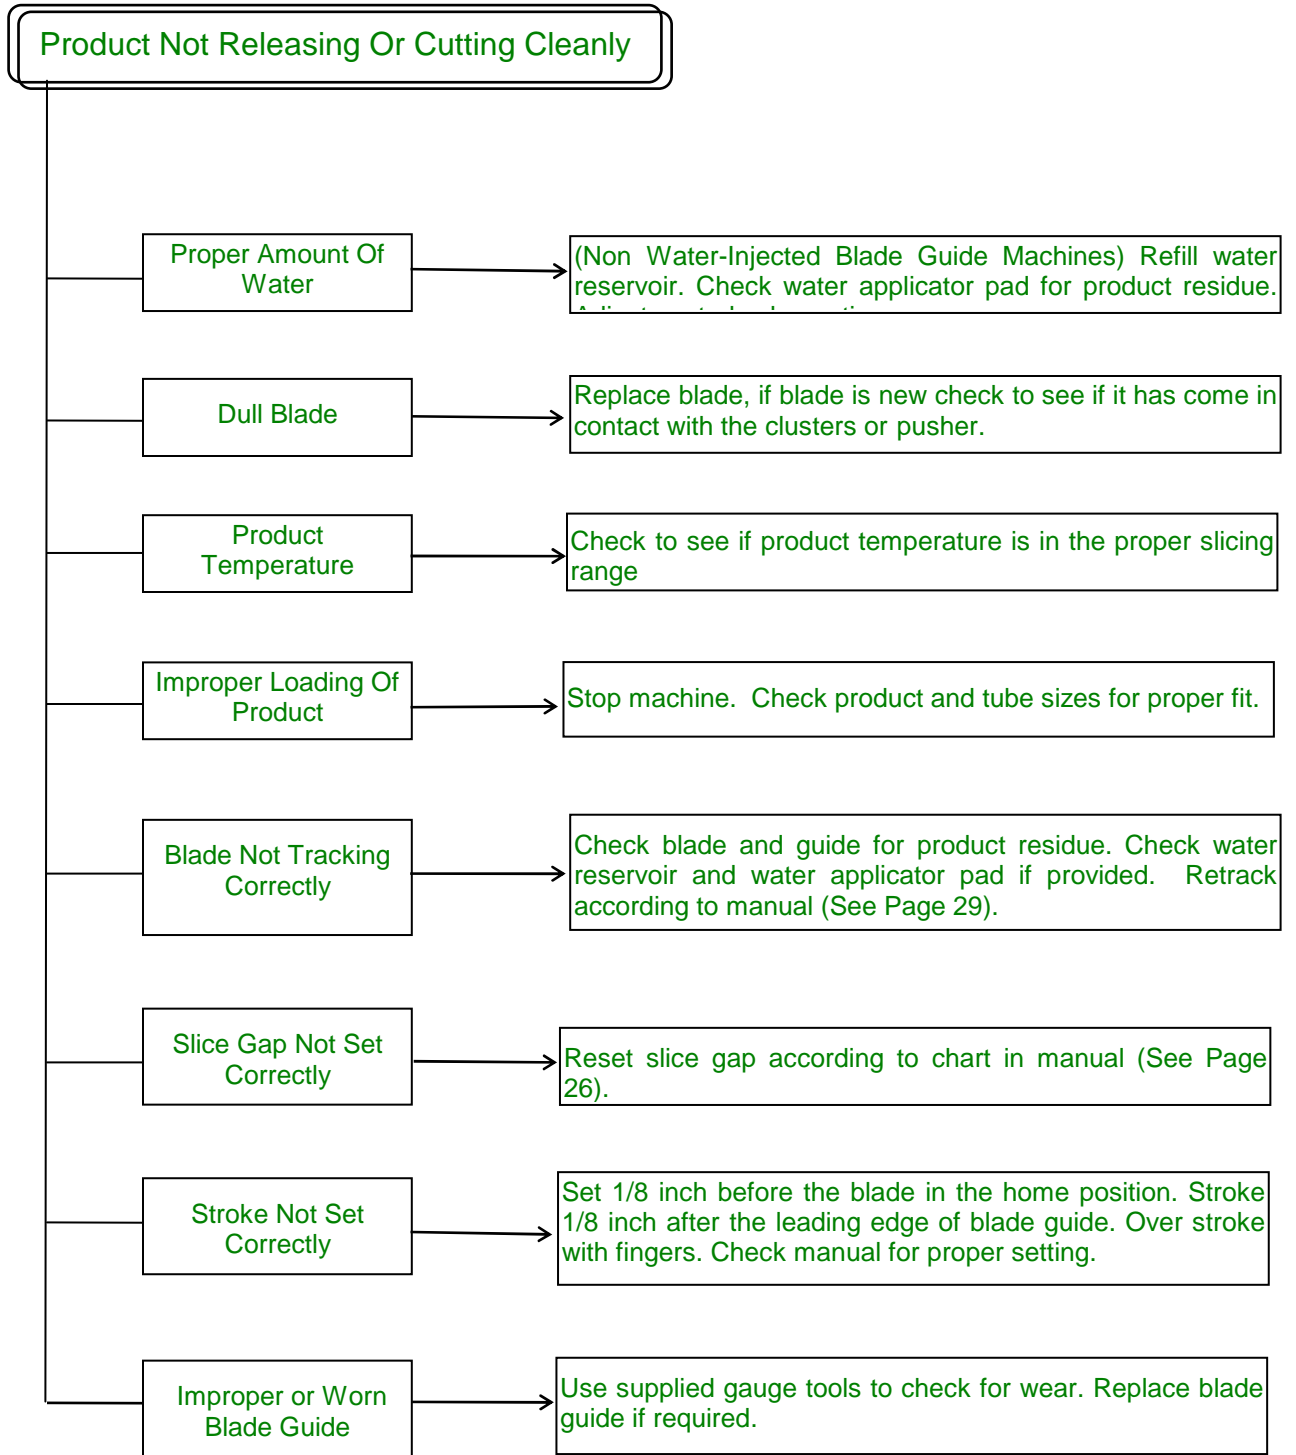 Product Not Releasing Or Cutting Cleanly
Proper Amount Of
Water
(Non Water-Injected Blade Guide Machines) Refill water
reservoir. Check water applicator pad for product residue.
Dull Blade
Replace blade, if blade is new check to see if it has come in
contact with the clusters or pusher.
Product
Temperature
Check to see if product temperature is in the proper slicing
range
Improper Loading Of
Product
Stop machine.  Check product and tube sizes for proper fit.
Blade Not Tracking
Correctly
Check blade and guide for product residue. Check water
reservoir and water applicator pad if provided.  Retrack
according to manual (See Page 29).
Slice Gap Not Set
Correctly
Reset slice gap according to chart in manual (See Page
26).
Stroke Not Set
Correctly
Set 1/8 inch before the blade in the home position. Stroke
1/8 inch after the leading edge of blade guide. Over stroke
with fingers. Check manual for proper setting.
Improper or Worn
Blade Guide
Use supplied gauge tools to check for wear. Replace blade
guide if required.